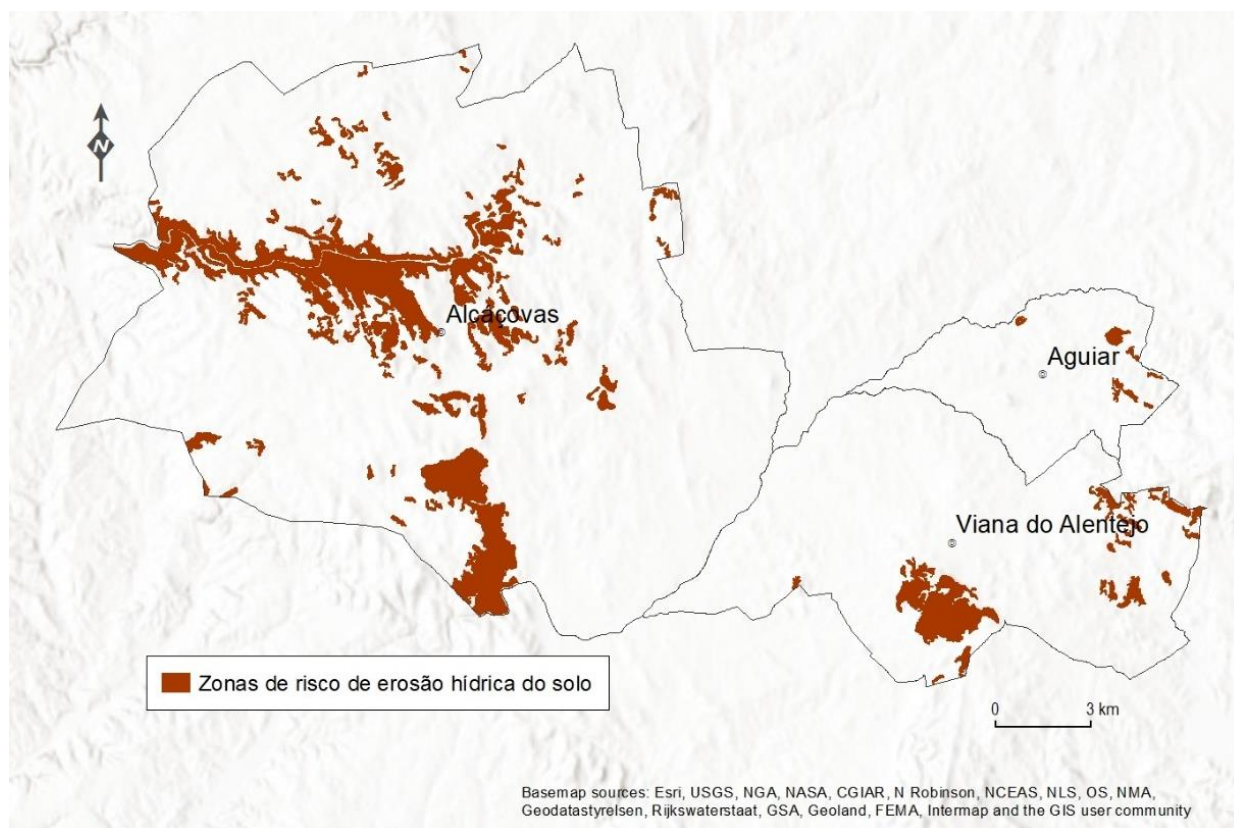 N
Alcáçovas
Aguiar
Viana do Alentejo
Zonas de risco de erosão hídrica do solo
0 3 km
Basemap sources: Esri, USGS, NGA, NASA, CGIAR, N Robinson, NCEAS, NLS, OS, NMA,
Geodatastyrelsen, Rijkswaterstaat, GSA, Geoland, FEMA, Intermap and the GIS user community